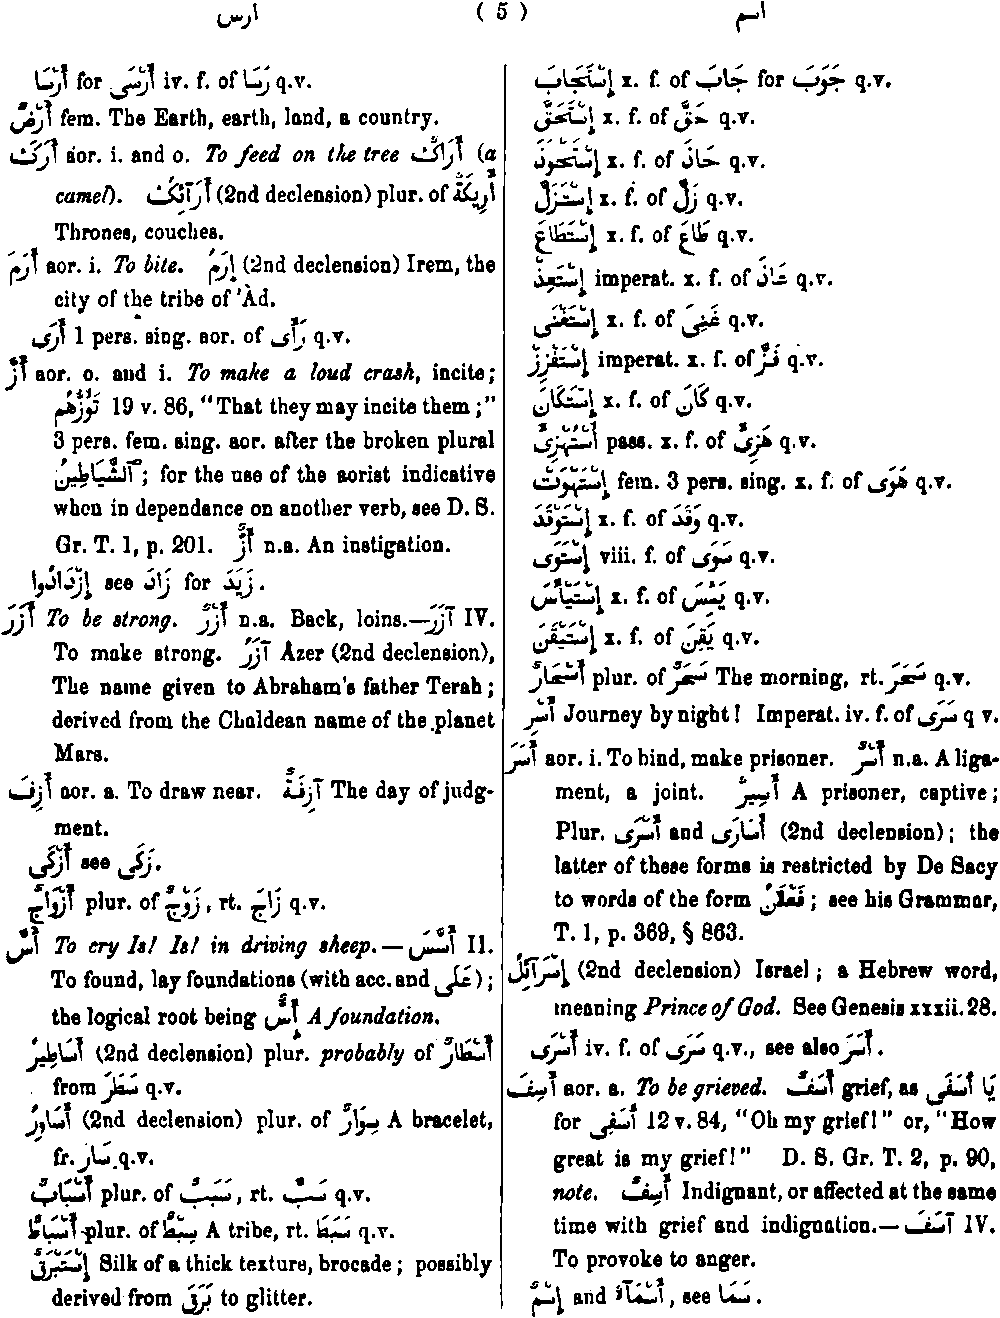 ارس ( 5 ) اسم
أَرْسَا for أَرْسَى iv. f. of رَسَا q.v.
أَرْضٌ fem. The Earth, earth, land, a country.
أَرَكَ aor. i. and o. To feed on the tree أَرَاكٌ (a
camel). أَرَآئِكُ (2nd declension) plur. of أَرِيكَةٌ
Thrones, couches.
أَرَمَ aor. i. To bite. إِرَمُ (2nd declension) Irem, the
city of the tribe of 'Àd.
أَرَى 1 pers. sing. aor. of رَأَى q.v.
أَزَّ aor. o. and i. To make a loud crash, incite;
تَؤُزُّهُمْ 19 v. 86, "That they may incite them;"
3 pers. fem. sing. aor. after the broken plural
اَلشَّيَاطِينُ; for the use of the aorist indicative
when in dependance on another verb, see D. S.
Gr. T. 1, p. 201. أَزٌّ n.a. An instigation.
إِزْدَادُوا see زَادَ for زَيَدَ.
أَزَرَ To be strong. أَزْرٌ n.a. Back, loins.—آزَرَ IV.
To make strong. آزَرُ Azer (2nd declension),
The name given to Abraham's father Terah;
derived from the Chaldean name of the planet
Mars.
أَزِفَ aor. a. To draw near. آزِفَةٌ The day of judg-
ment.
أَزْكَى see زَكَى.
أَزْوَاجٌ plur. of زَوْجٌ, rt. زَاجَ q.v.
أَسَّ To cry Is! Is! in driving sheep.—أَسَّسَ II.
To found, lay foundations (with acc. and عَلَى);
the logical root being أُسٌّ A foundation.
أَسَاطِيرُ (2nd declension) plur. probably of أَسْطَارٌ
from سَطَرَ q.v.
أَسَاوِرُ (2nd declension) plur. of سِوَارٌ A bracelet,
fr. سَارَ q.v.
أَسْبَابٌ plur. of سَبَبٌ, rt. سَبَّ q.v.
أَسْبَاطٌ plur. of سِبْطٌ A tribe, rt. سَبَطَ q.v.
إِسْتَبْرَقٌ Silk of a thick texture, brocade; possibly
derived from بَرَقَ to glitter.
إِسْتَجَابَ x. f. of جَابَ for جَوَبَ q.v.
إِسْتَحَقَّ x. f. of حَقَّ q.v.
إِسْتَحْوَذَ x. f. of حَاذَ q.v.
إِسْتَزَلَّ x. f. of زَلَّ q.v.
إِسْتَطَاعَ x. f. of طَاعَ q.v.
إِسْتَعِذْ imperat. x. f. of عَاذَ q.v.
إِسْتَغْنَى x. f. of غَنِىَ q.v.
إِسْتَفْزِزْ imperat. x. f. of فَزَّ q.v.
إِسْتَكَانَ x. f. of كَانَ q.v.
أُسْتُهْزِئَ pass. x. f. of هَزِئَ q.v.
إِسْتَهْوَتْ fem. 3 pers. sing. x. f. of هَوَى q.v.
إِسْتَوْقَدَ x. f. of وَقَدَ q.v.
إِسْتَوَى viii. f. of سَوَى q.v.
إِسْتَيْأَسَ x. f. of يَئِسَ q.v.
إِسْتَيْقَنَ x. f. of يَقِنَ q.v.
أَسْحَارٌ plur. of سَحَرٌ The morning, rt. سَحَرَ q.v.
أَسْرِ Journey by night! Imperat. iv. f. of سَرَى q v.
أَسَرَ aor. i. To bind, make prisoner. أَسْرٌ n.a. A liga-
ment, a joint. أَسِيرٌ A prisoner, captive;
Plur. أَسْرَى and أُسَارَى (2nd declension); the
latter of these forms is restricted by De Sacy
to words of the form فَعْلَانُ; see his Grammar,
T. 1, p. 369, § 863.
إِسْرَآئِلُ (2nd declension) Israel; a Hebrew word,
meaning Prince of God. See Genesis xxxii. 28.
أَسْرَى iv. f. of سَرَى q.v., see also أَسَرَ.
أَسِفَ aor. a. To be grieved. أَسَفٌ grief, as يَا أَسَفَى
for أَسَفِى 12 v. 84, "Oh my grief!" or, "How
great is my grief!" D. S. Gr. T. 2, p. 90,
note. أَسِفٌ Indignant, or affected at the same
time with grief and indignation.—آسَفَ IV.
To provoke to anger.
إِسْمٌ and أَسْمَآءٌ, see سَمَا.